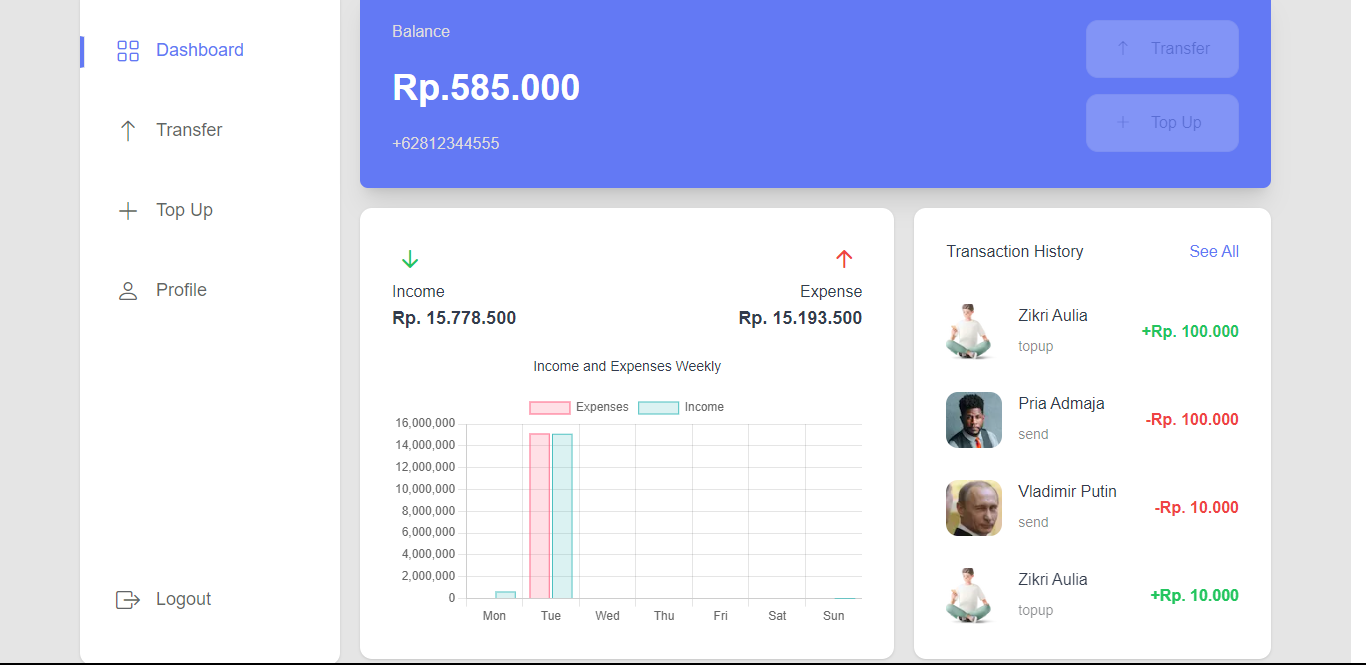 Dashboard
Transfer
Top Up
Profile
Logout
Balance
Rp.585.000
+62812344555
Transfer
Top Up
Income
Rp. 15.778.500
Expense
Rp. 15.193.500
Income and Expenses Weekly
Expenses Income
16,000,000
14,000,000
12,000,000
10,000,000
8,000,000
6,000,000
4,000,000
2,000,000
0
Mon Tue Wed Thu Fri Sat Sun
Transaction History See All
Zikri Aulia
topup
+Rp. 100.000
Pria Admaja
send
-Rp. 100.000
Vladimir Putin
send
-Rp. 10.000
Zikri Aulia
topup
+Rp. 10.000